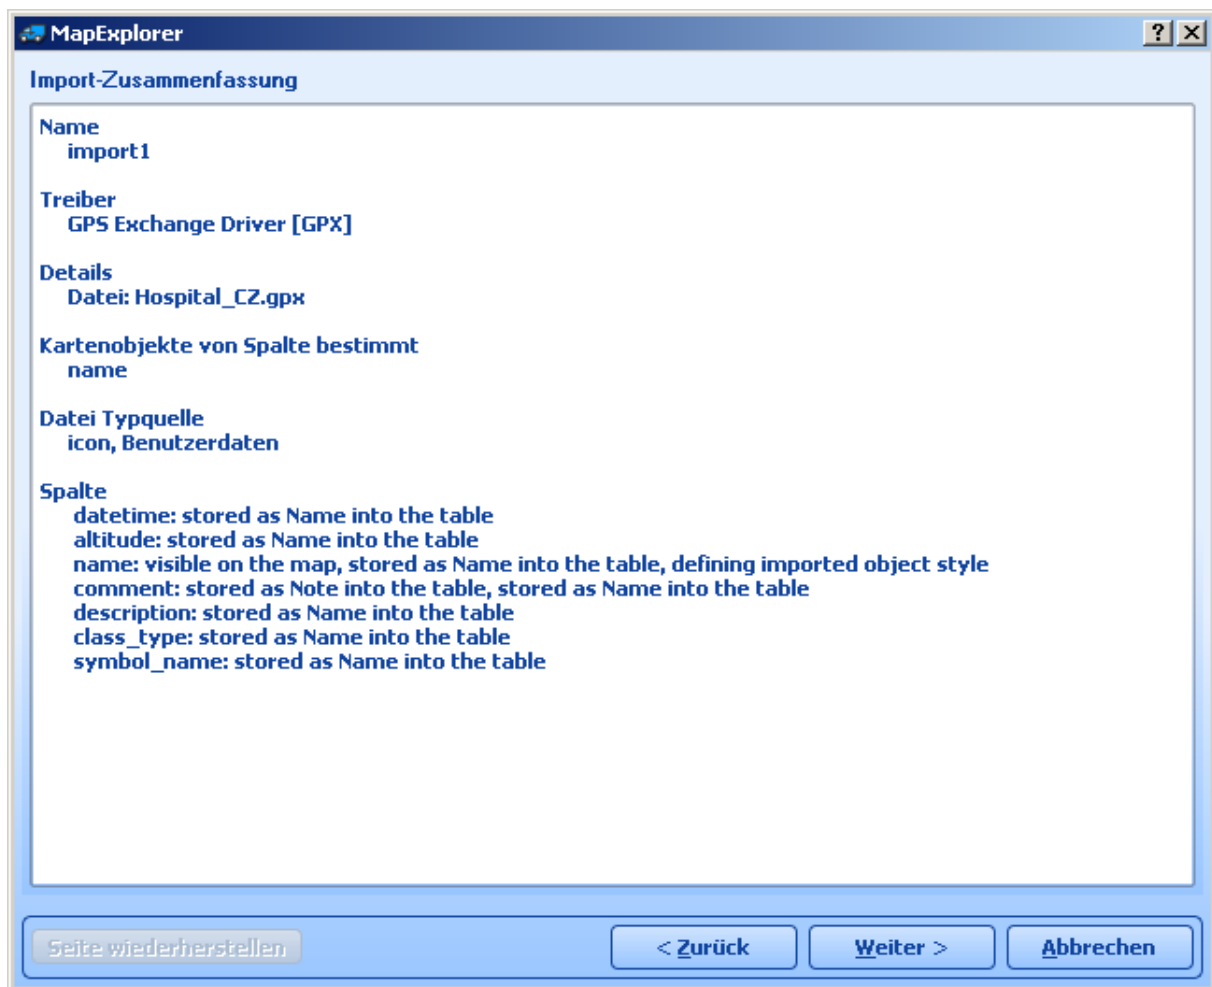 MapExplorer
Import-Zusammenfassung
Name
import1
Treiber
GPS Exchange Driver [GPX]
Details
Datei: Hospital_CZ.gpx
Kartenobjekte von Spalte bestimmt
name
Datei Typquelle
icon, Benutzerdaten
Spalte
datetime: stored as Name into the table
altitude: stored as Name into the table
name: visible on the map, stored as Name into the table, defining imported object style
comment: stored as Note into the table, stored as Name into the table
description: stored as Name into the table
class_type: stored as Name into the table
symbol_name: stored as Name into the table
Seite wiederherstellen
< Zurück
Weiter >
Abbrechen